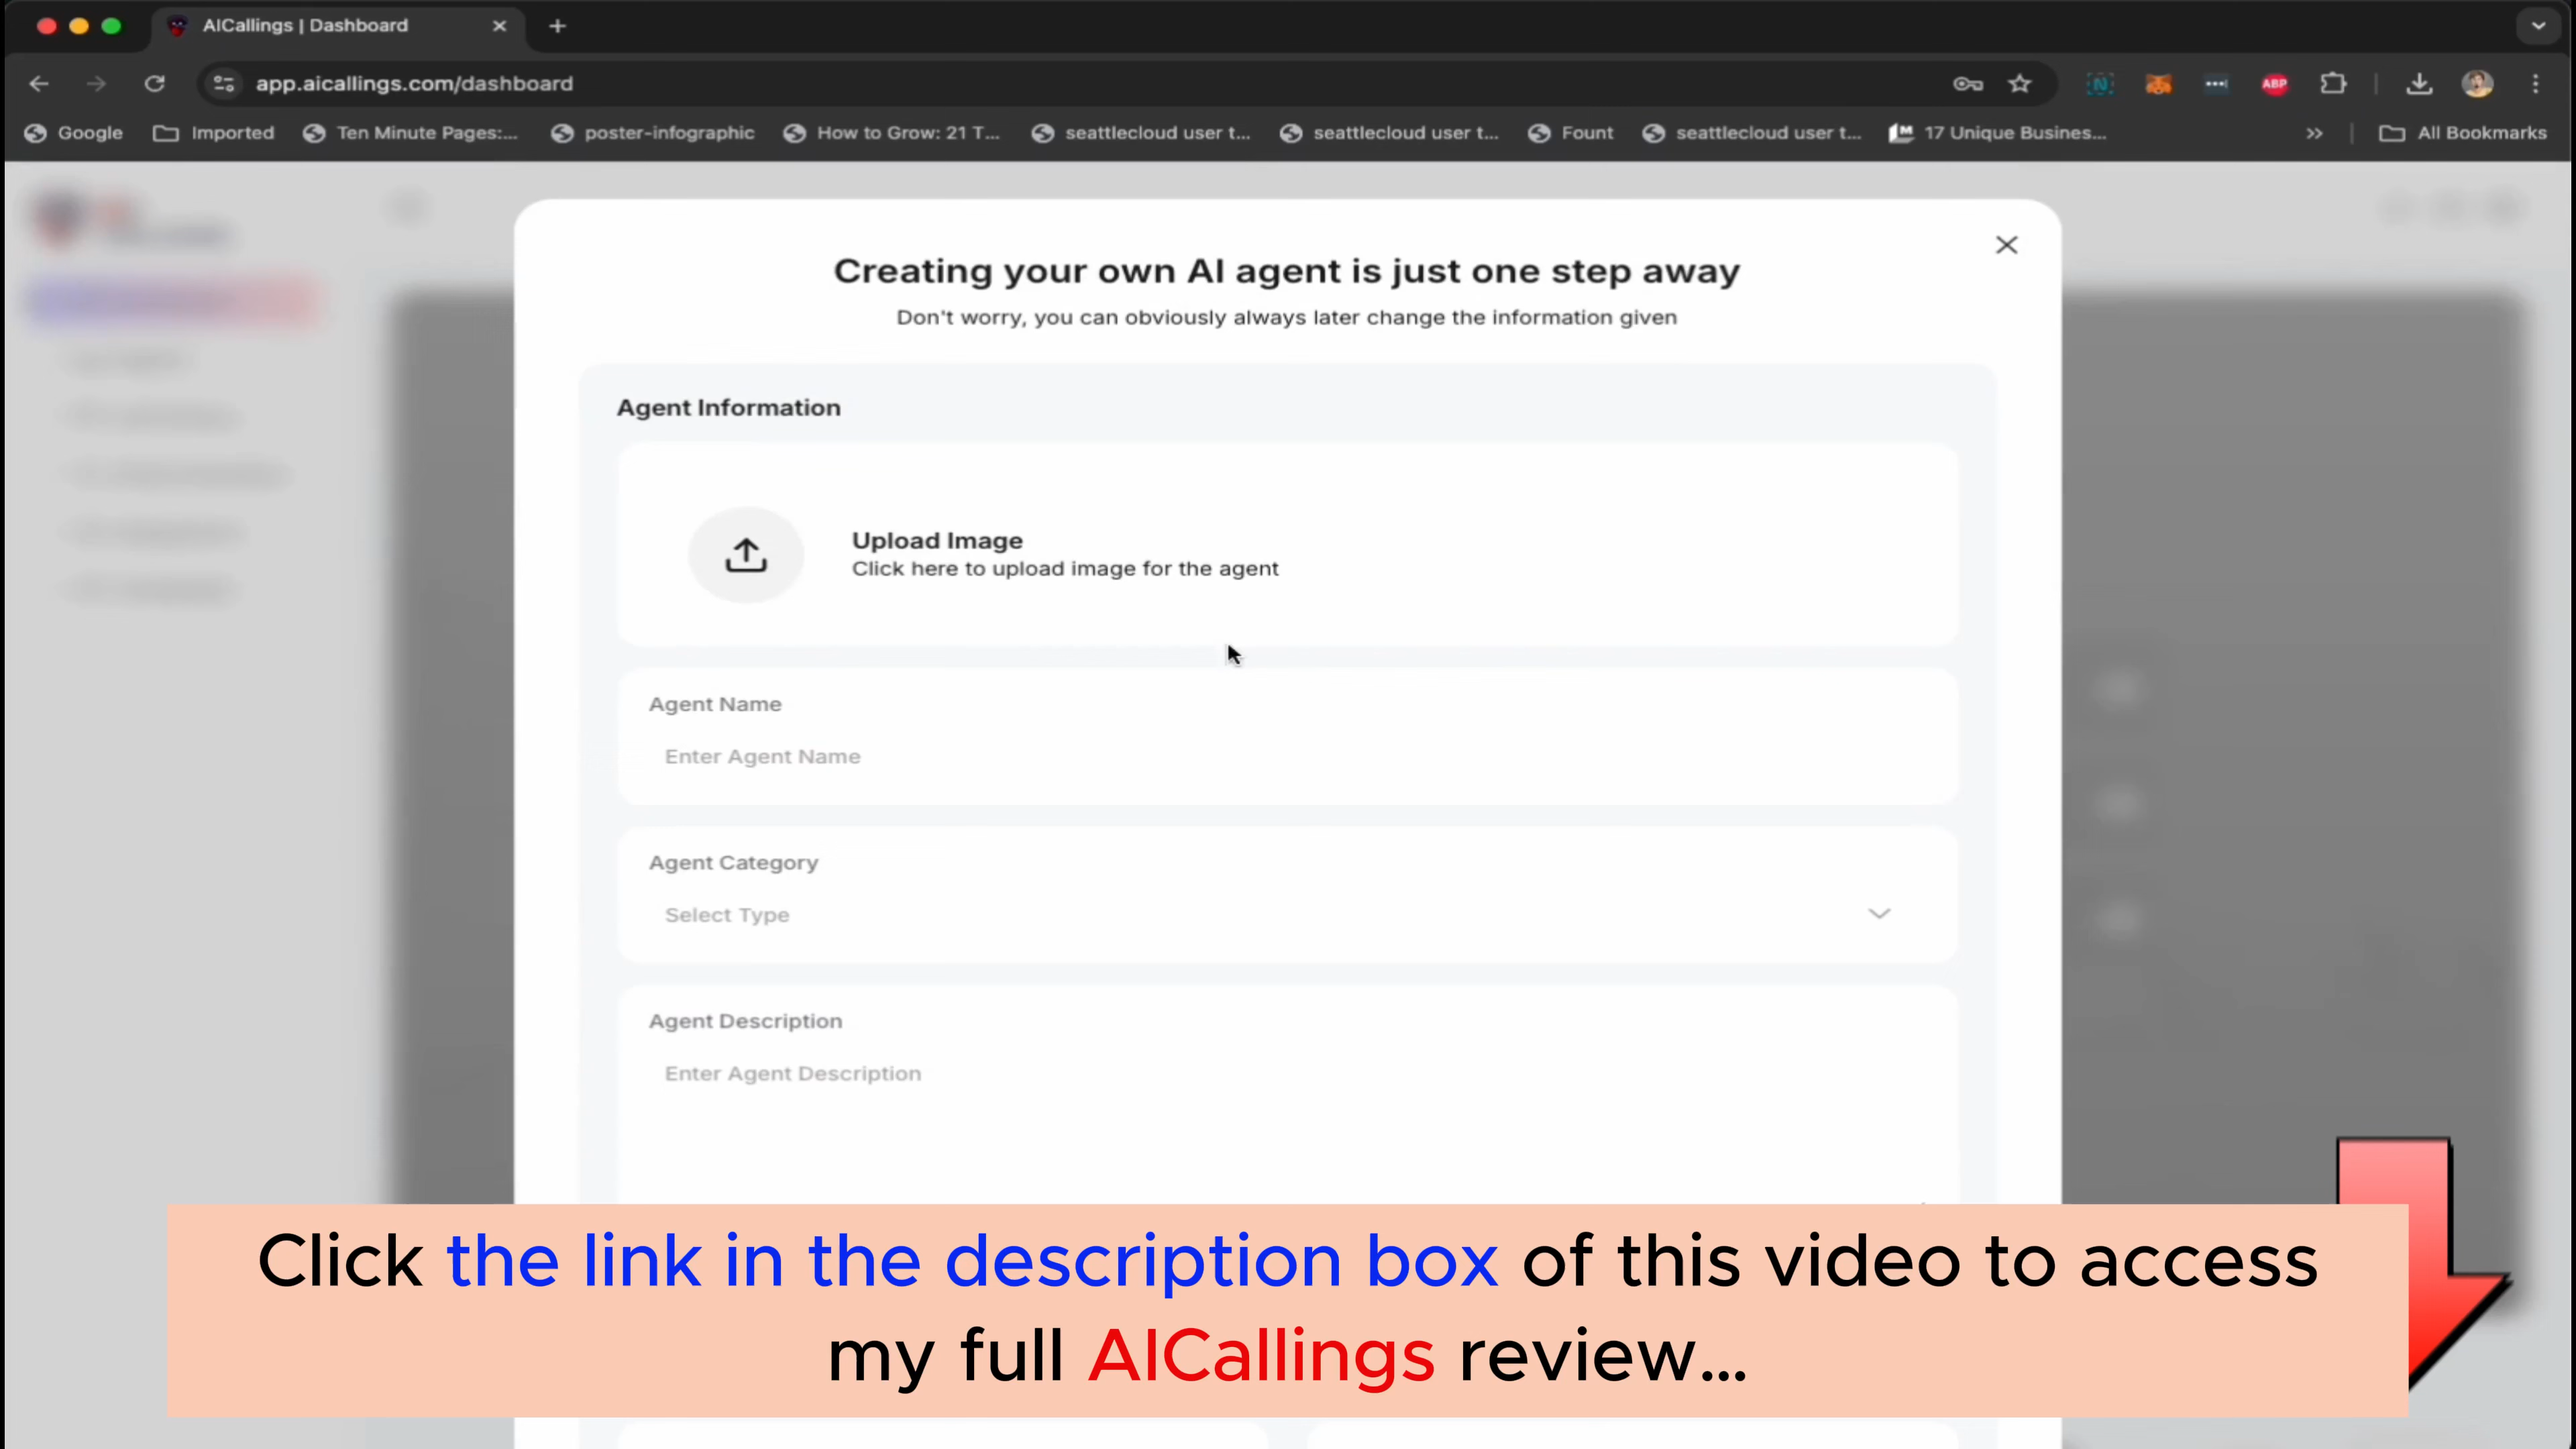 AICallings | Dashboard
app.aicallings.com/dashboard
ABP
Google
Imported
Ten Minute Pages:...
poster-infographic
How to Grow: 21 T...
seattlecloud user t...
seattlecloud user t...
Fount
seattlecloud user t...
17 Unique Busines...
All Bookmarks
Creating your own AI agent is just one step away
Don't worry, you can obviously always later change the information given
Agent Information
Upload Image
Click here to upload image for the agent
Agent Name
Enter Agent Name
Agent Category
Select Type
Agent Description
Enter Agent Description
Click the link in the description box of this video to access
my full AICallings review...